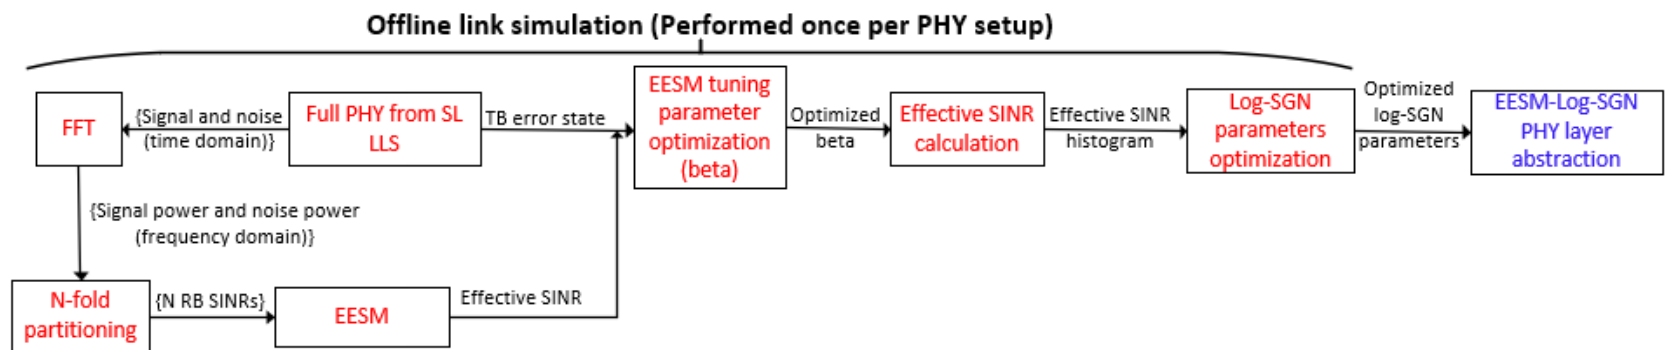 Offline link simulation (Performed once per PHY setup)
FFT
{Signal and noise
(time domain)}
Full PHY from SL
LLS
TB error state
EESM tuning
parameter
optimization
(beta)
Optimized
beta
Effective SINR
calculation
Effective SINR
histogram
Log-SGN
parameters
optimization
Optimized
log-SGN
parameters
EESM-Log-SGN
PHY layer
abstraction
{Signal power and noise power
(frequency domain)}
N-fold
partitioning
{N RB SINRs}
EESM
Effective SINR